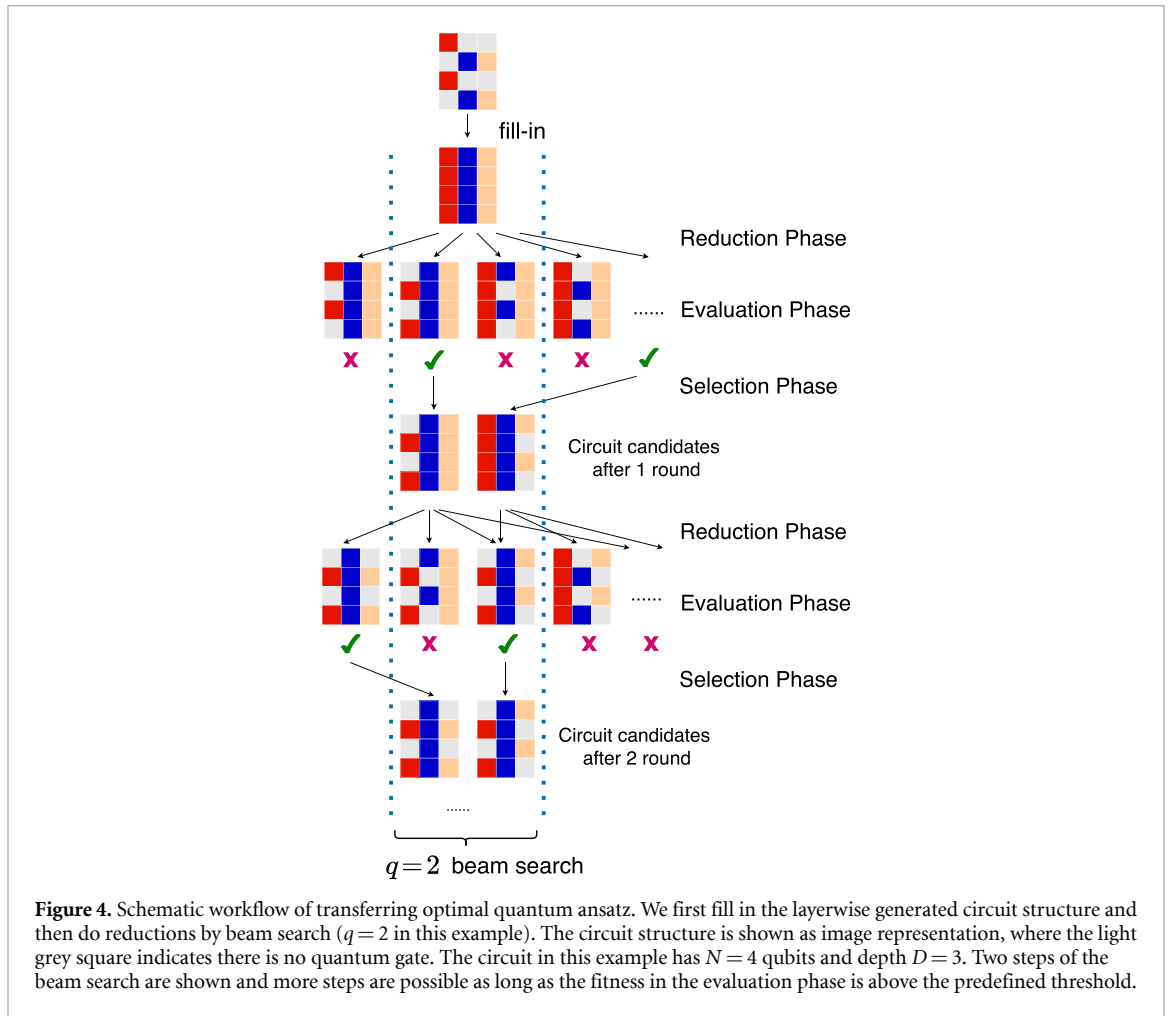 fill-in
Reduction Phase
...... Evaluation Phase
x ✓ x x ✓
Selection Phase
Circuit candidates
after 1 round
Reduction Phase
...... Evaluation Phase
✓ x ✓ x x
Selection Phase
Circuit candidates
after 2 round
......
q = 2 beam search
Figure 4. Schematic workflow of transferring optimal quantum ansatz. We first fill in the layerwise generated circuit structure and
then do reductions by beam search (q = 2 in this example). The circuit structure is shown as image representation, where the light
grey square indicates there is no quantum gate. The circuit in this example has N = 4 qubits and depth D = 3. Two steps of the
beam search are shown and more steps are possible as long as the fitness in the evaluation phase is above the predefined threshold.